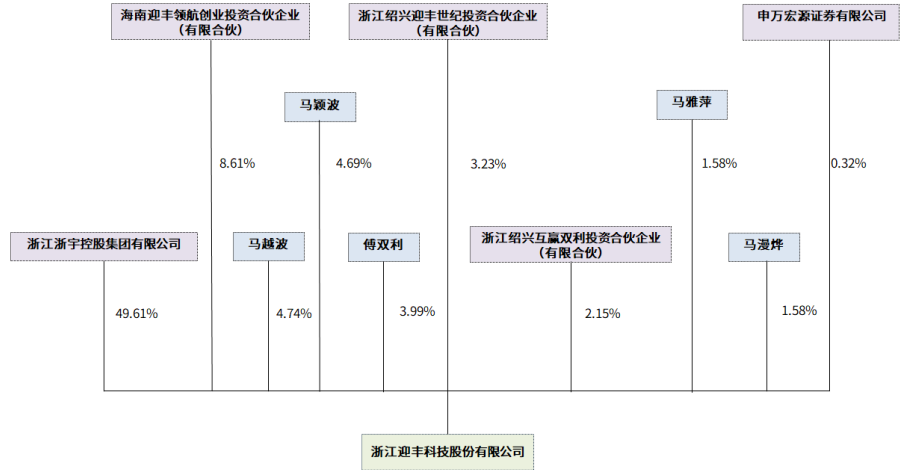 海南迎丰领航创业投资合伙企业
（有限合伙）
浙江绍兴迎丰世纪投资合伙企业
（有限合伙）
申万宏源证券有限公司
马颖波
马雅萍
8.61%
4.69%
3.23%
1.58%
0.32%
浙江浙宇控股集团有限公司
马越波
傅双利
浙江绍兴互赢双利投资合伙企业
（有限合伙）
马漫烨
49.61%
4.74%
3.99%
2.15%
1.58%
浙江迎丰科技股份有限公司